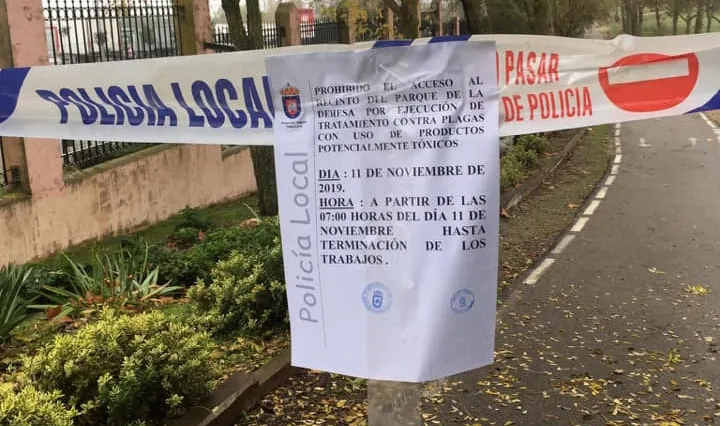 POLICIA LOCAL
O PASAR
DE POLICIA
PROHIBIDO EL ACCESO AL
RECINTO DEL PARQUE DE LA
DEHESA POR EJECUCIÓN DE
TRATAMIENTO CONTRA PLAGAS
CON USO DE PRODUCTOS
POTENCIALMENTE TÓXICOS
DIA : 11 DE NOVIEMBRE DE
2019.
HORA : A PARTIR DE LAS
07:00 HORAS DEL DÍA 11 DE
NOVIEMBRE HASTA
TERMINACIÓN DE LOS
TRABAJOS .
Policía Local